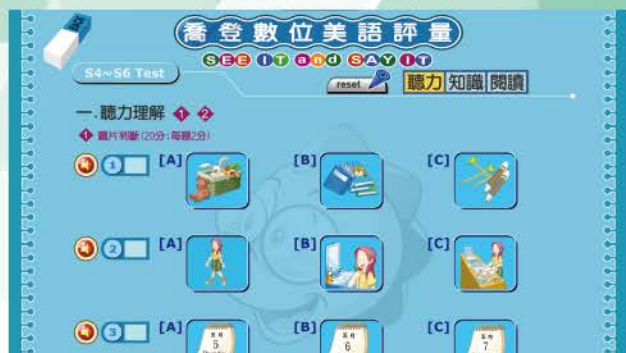 喬登數位美語評量
SEE IT and SAY IT
S4~S6 Test
reset
聽力 知識 閱讀
一.聽力理解 1 2
1 圖片判斷(20分;每題2分)
1 [A] [B] [C]
2 [A] [B] [C]
3 [A] [B] [C]
5 6 7